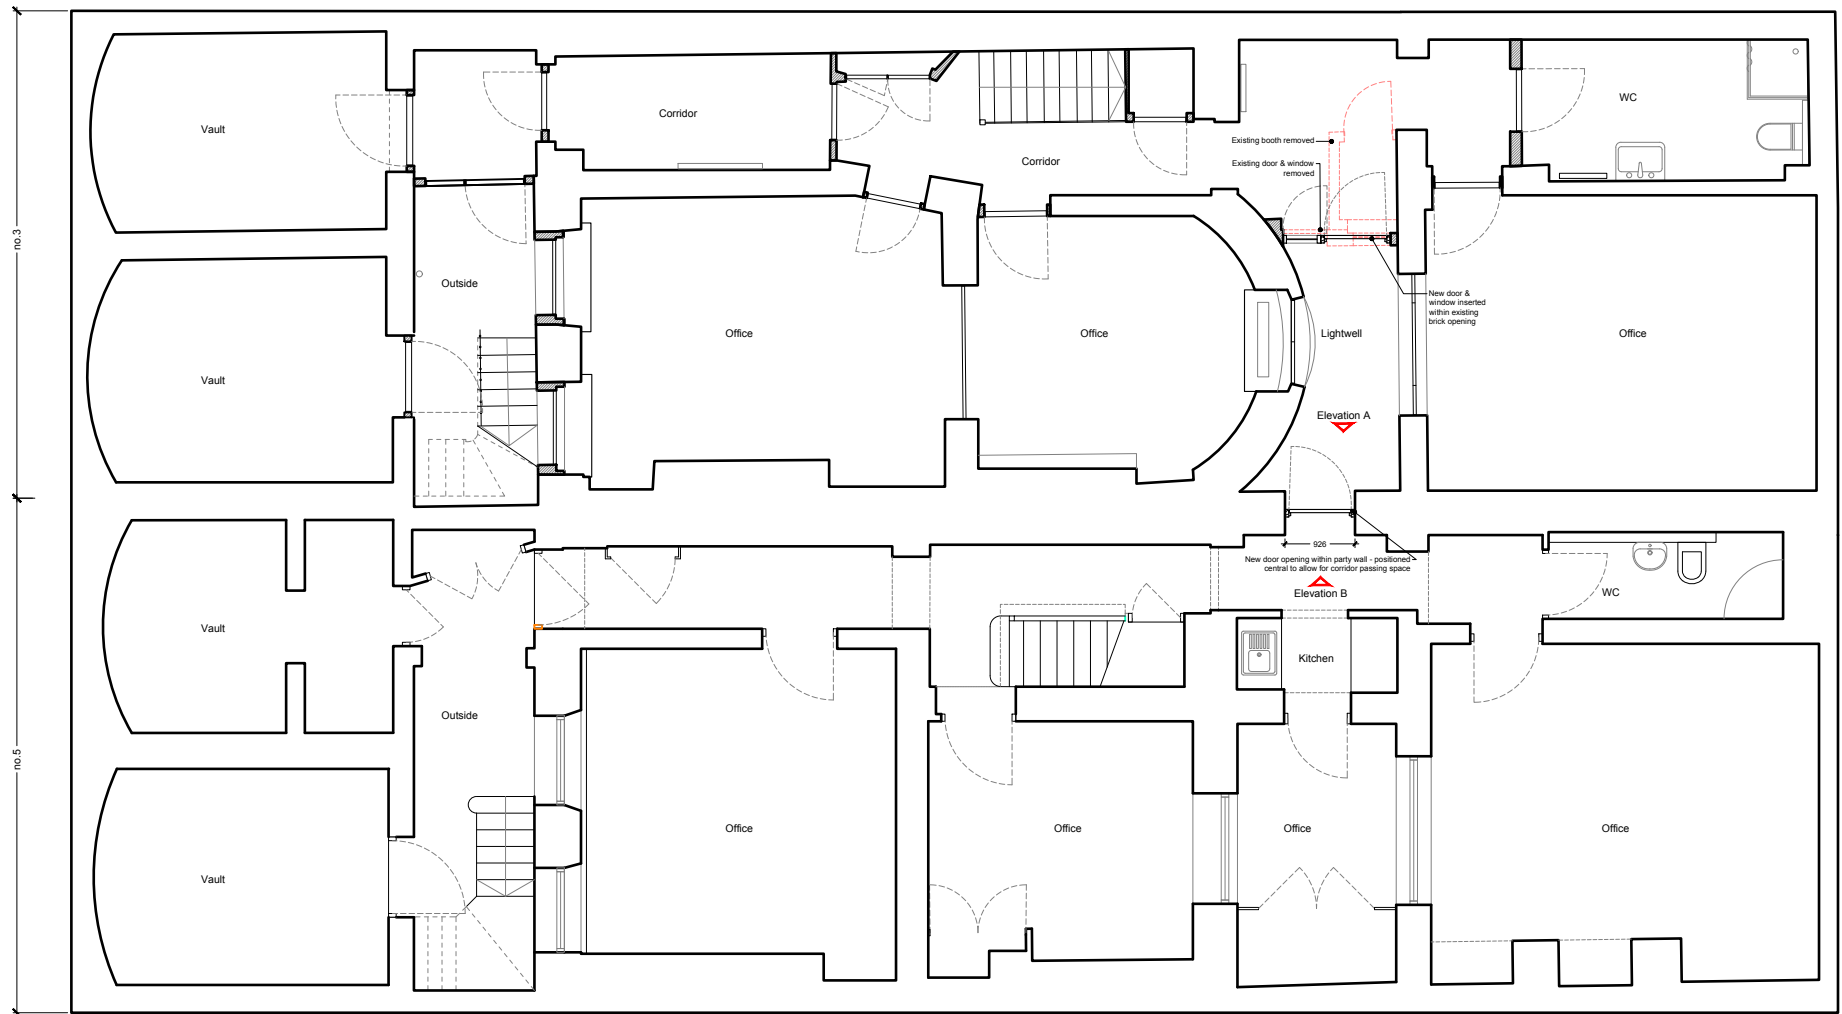 no.3
Vault
Corridor
Corridor
WC
Existing booth removed
Existing door & window
removed
Outside
Vault
Office
Office
Lightwell
Office
New door &
window inserted
within existing
brick opening
Elevation A
no.5
926
New door opening within party wall - positioned
central to allow for corridor passing space
Elevation B
WC
Vault
Kitchen
Outside
Office
Office
Office
Office
Vault